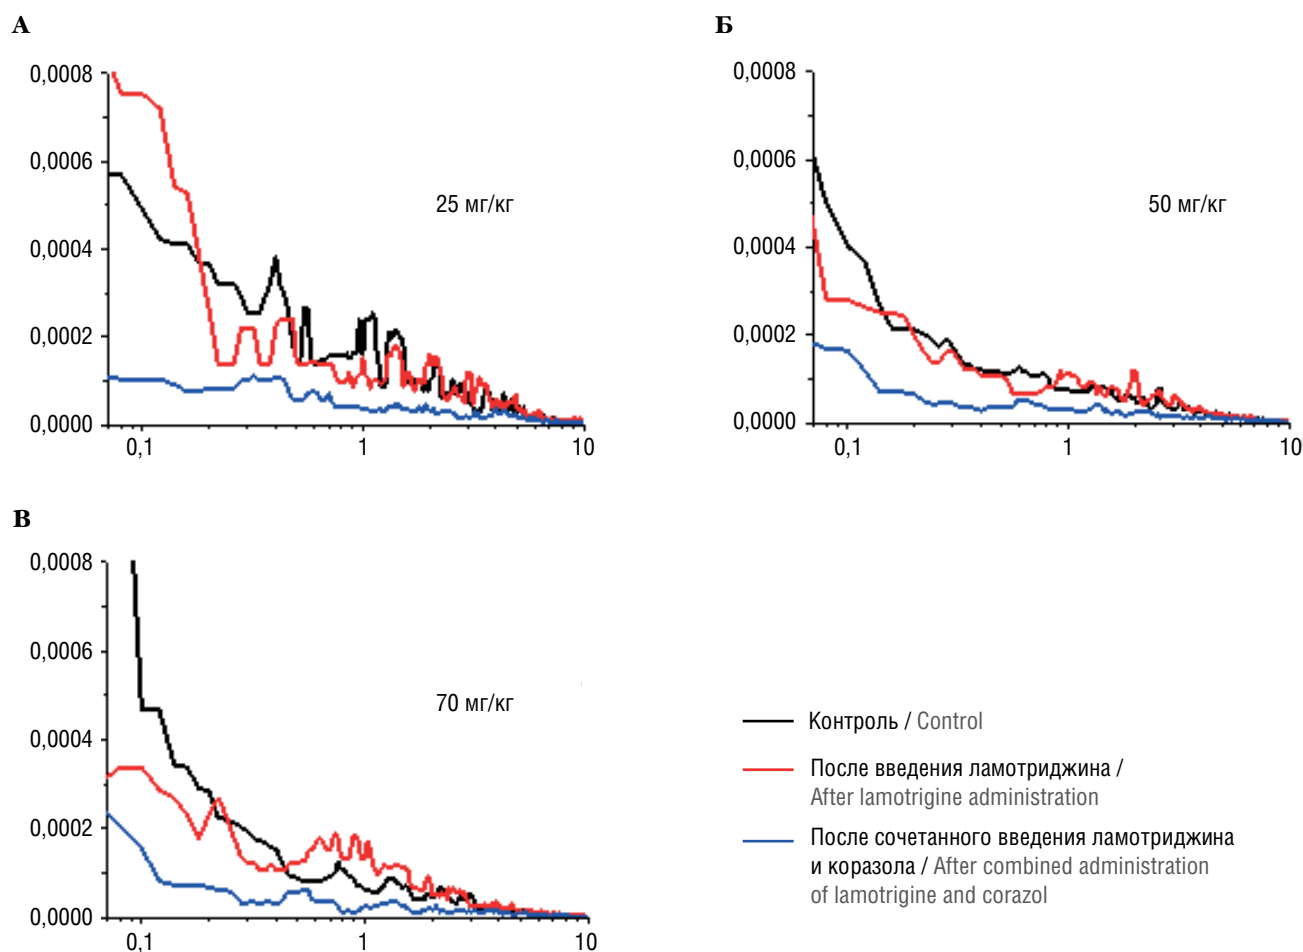 А
0,0008
0,0006
0,0004
0,0002
0,0000
25 мг/кг
0,1 1 10
Б
0,0008
0,0006
0,0004
0,0002
0,0000
50 мг/кг
0,1 1 10
В
0,0008
0,0006
0,0004
0,0002
0,0000
70 мг/кг
0,1 1 10
Контроль / Control
После введения ламотриджина /
After lamotrigine administration
После сочетанного введения ламотриджина
и коразола / After combined administration
of lamotrigine and corazol